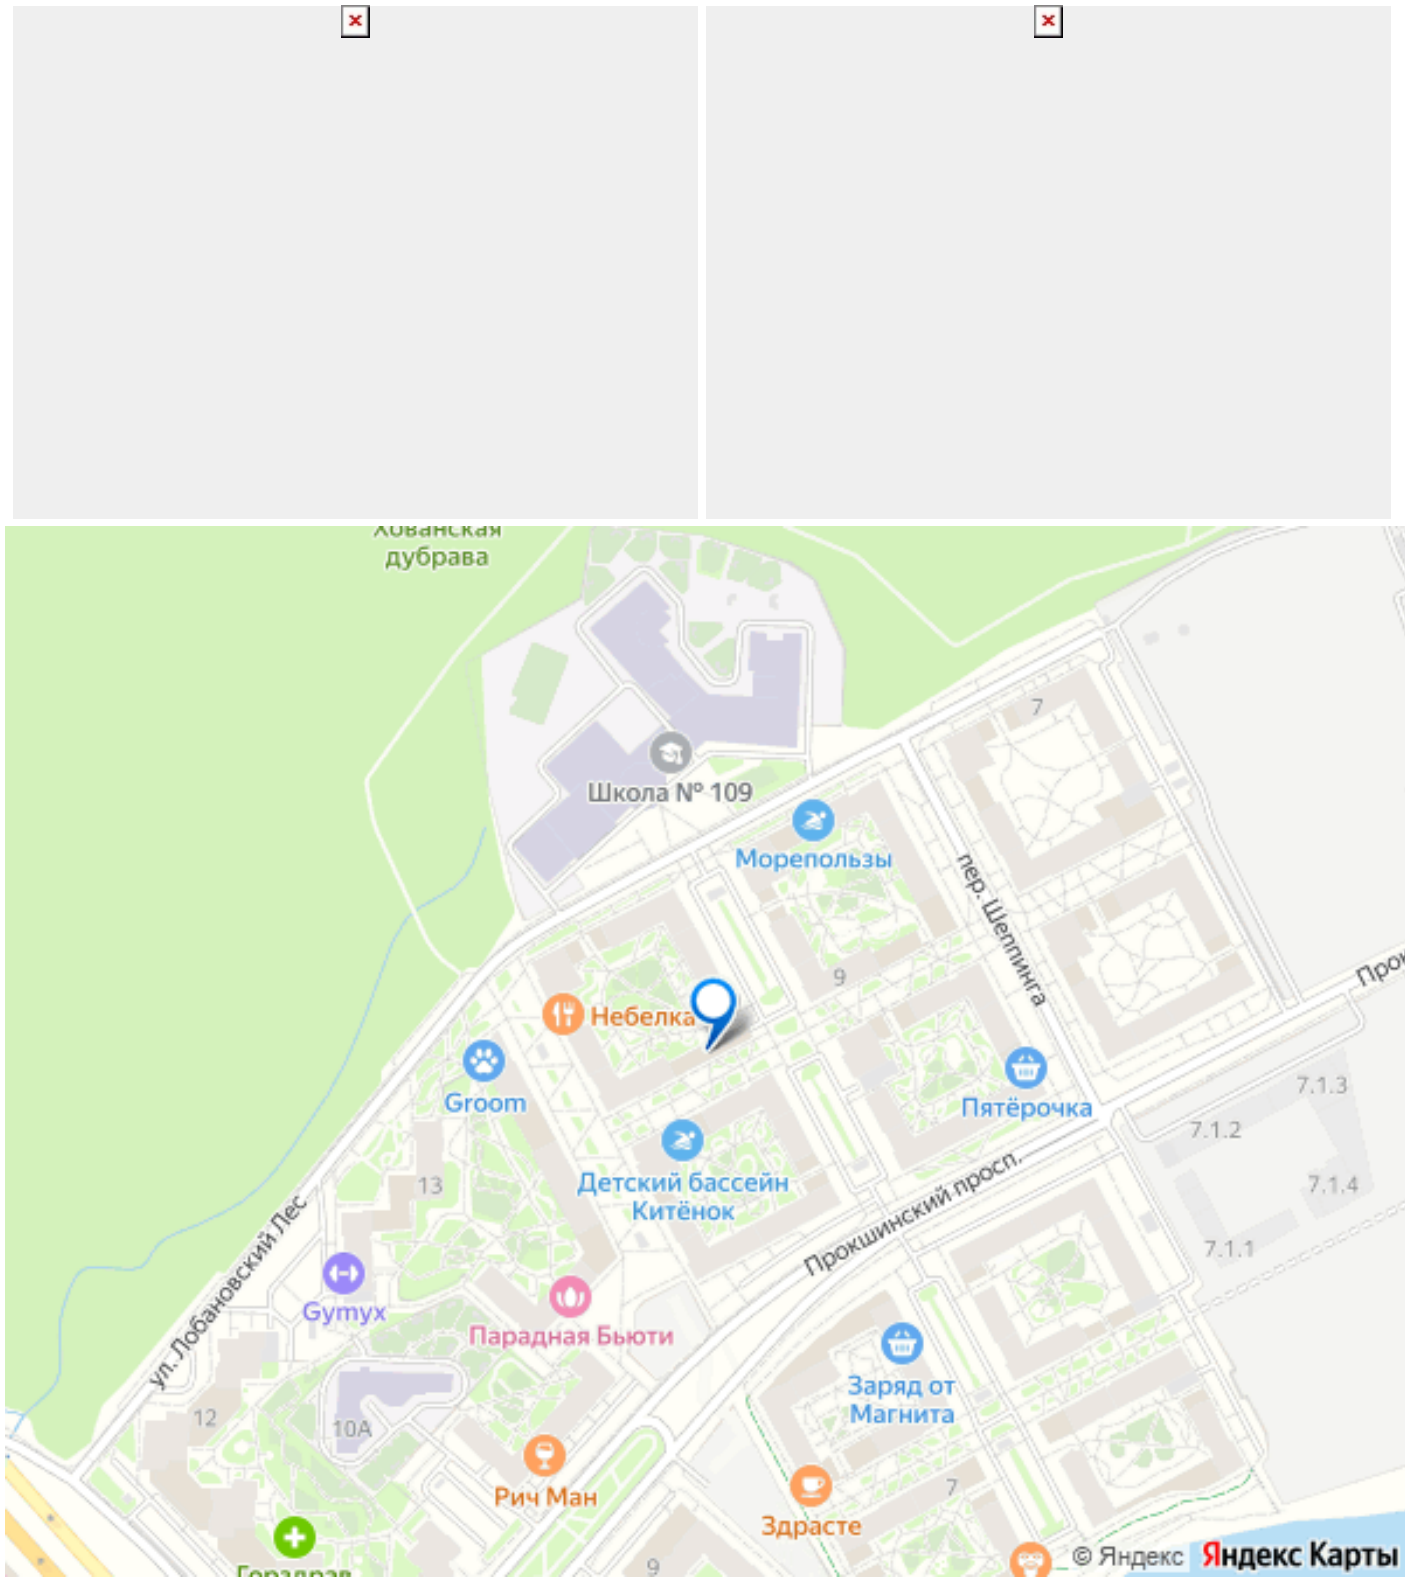 Хованская
дубрава
7
Школа № 109
Морепользы
пер. Шеппинга
9
Небелка
Groom
Пятёрочка
7.1.3
7.1.2
13
Детский бассейн
Китёнок
7.1.4
Прокшинский просп.
7.1.1
ул. Лобановский Лес
Gymyx
Парадная Бьюти
Заряд от
Магнита
12
10А
Рич Ман
7
Здрасте
Горздрав
9
© Яндекс Яндекс Карты